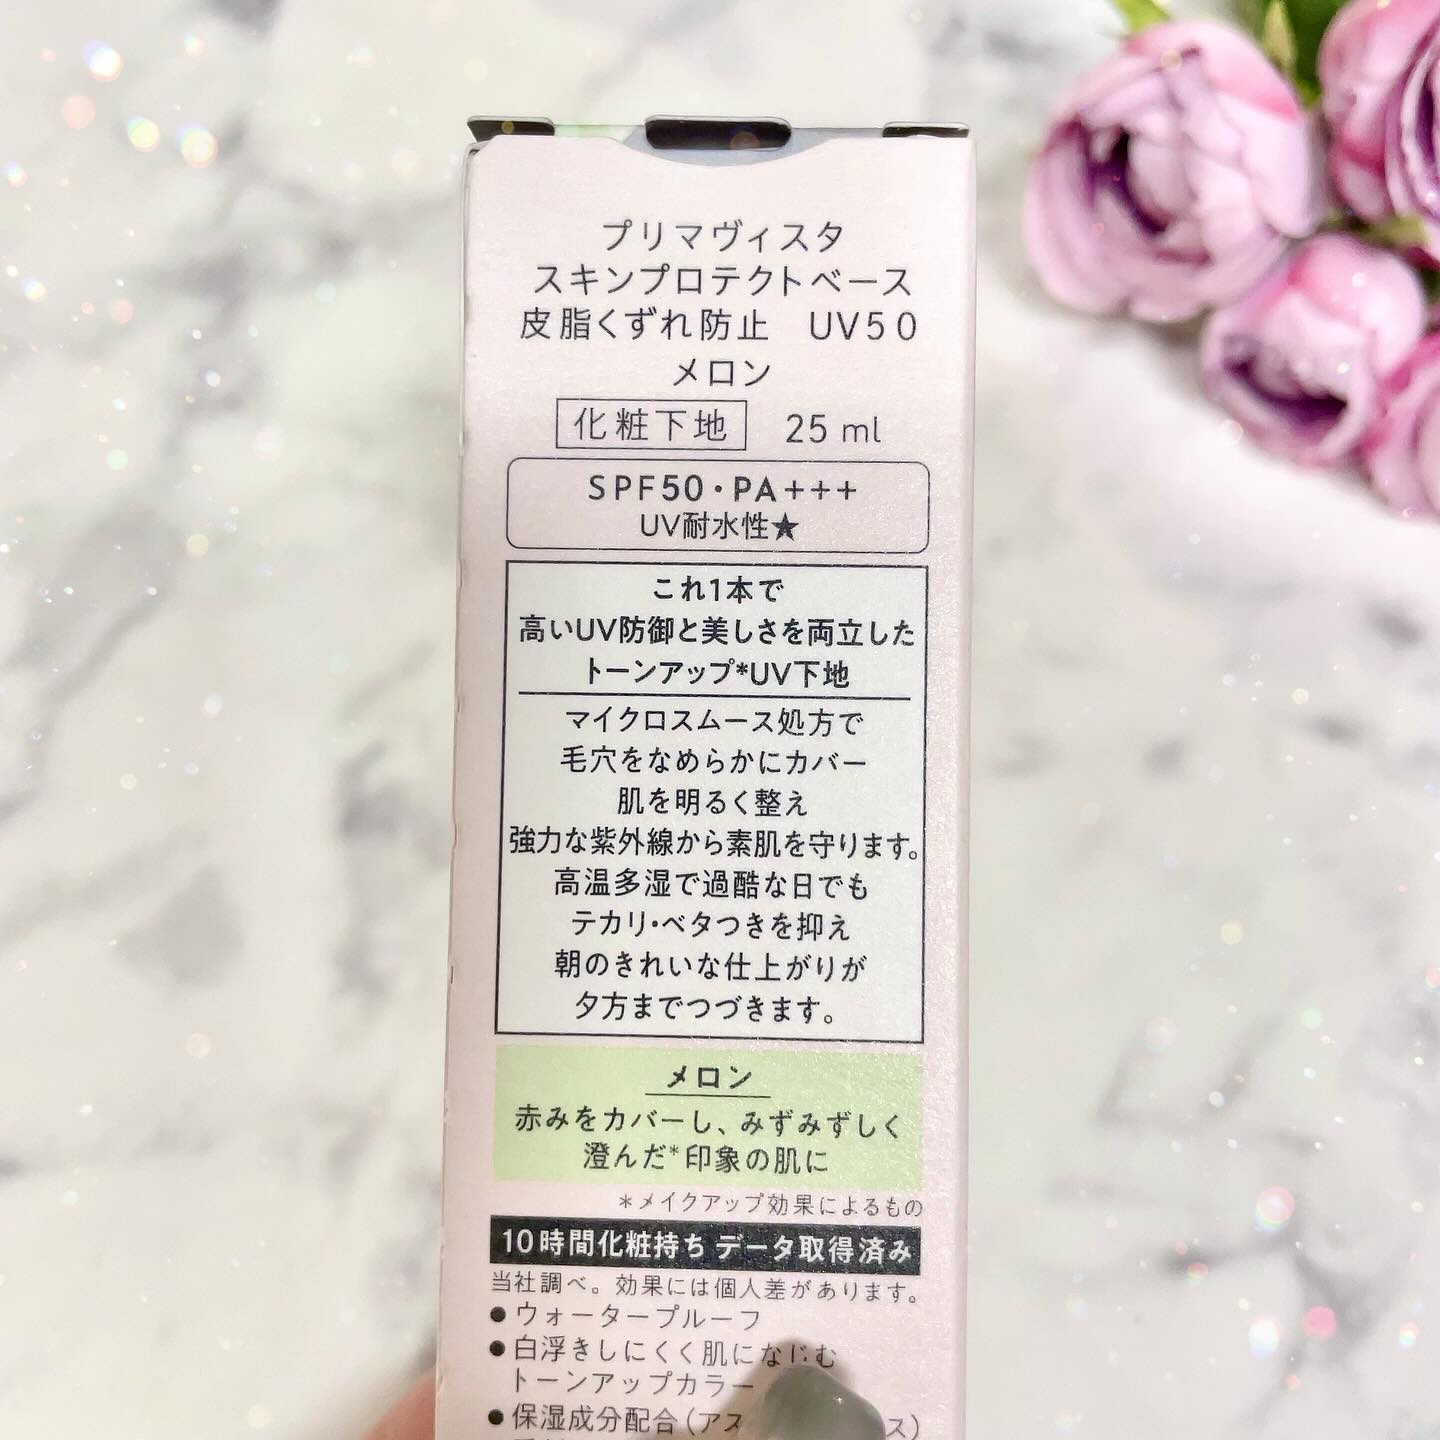 プリマヴィスタ
スキンプロテクトベース
皮脂くずれ防止 UV50
メロン
化粧下地 25 ml
SPF50・PA+++
UV耐水性★
これ1本で
高いUV防御と美しさを両立した
トーンアップ*UV下地
マイクロスムース処方で
毛穴をなめらかにカバー
肌を明るく整え
強力な紫外線から素肌を守ります。
高温多湿で過酷な日でも
テカリ・ベタつきを抑え
朝のきれいな仕上がりが
夕方までつづきます。
メロン
赤みをカバーし、みずみずしく
澄んだ*印象の肌に
*メイクアップ効果によるもの
10時間化粧持ち データ取得済み
当社調べ。効果には個人差があります。
●ウォータープルーフ
●白浮きしにくく肌になじむ
トーンアップカラー
●保湿成分配合(アス ス)